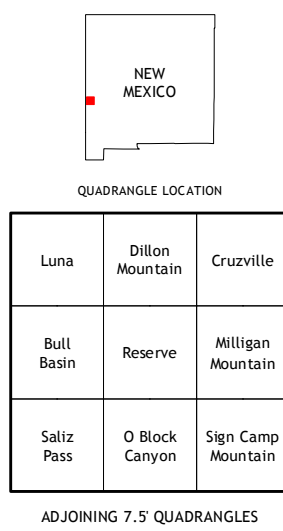 NEW
MEXICO
QUADRANGLE LOCATION
Luna
Dillon
Mountain
Cruzville
Bull
Basin
Reserve
Milligan
Mountain
Saliz
Pass
O Block
Canyon
Sign Camp
Mountain
ADJOINING 7.5' QUADRANGLES